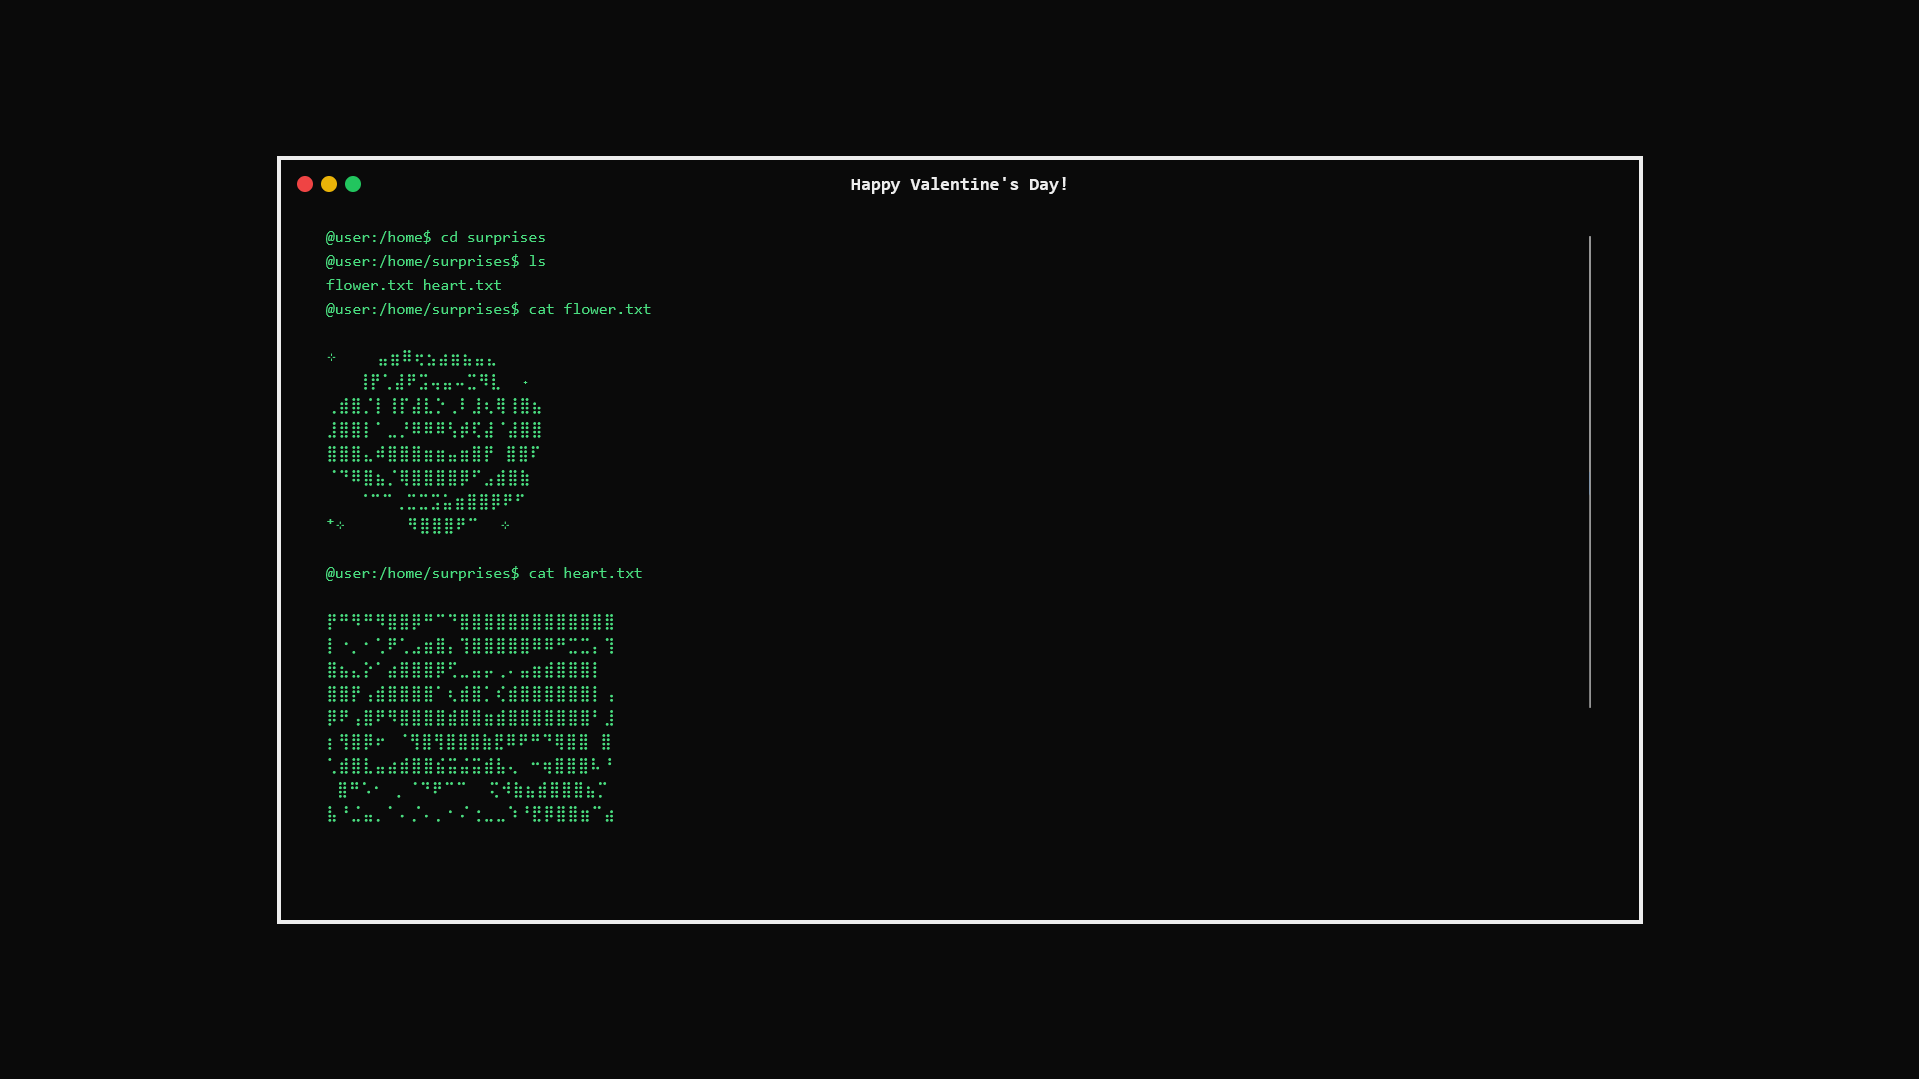 Happy Valentine's Day!
@user:/home$ cd surprises
@user:/home/surprises$ ls
flower.txt heart.txt
@user:/home/surprises$ cat flower.txt
@user:/home/surprises$ cat heart.txt